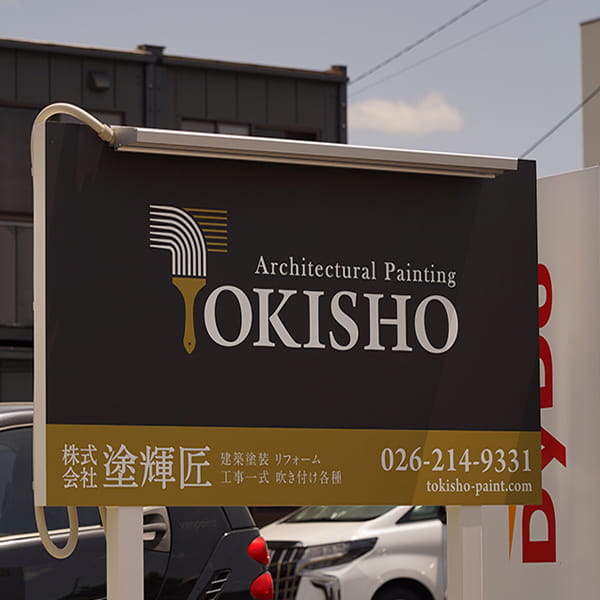 Architectural Painting
TOKISHO
株式会社 塗輝匠
建築塗装 リフォーム
工事一式 吹き付け各種
026-214-9331
tokisho-paint.com
DYDO